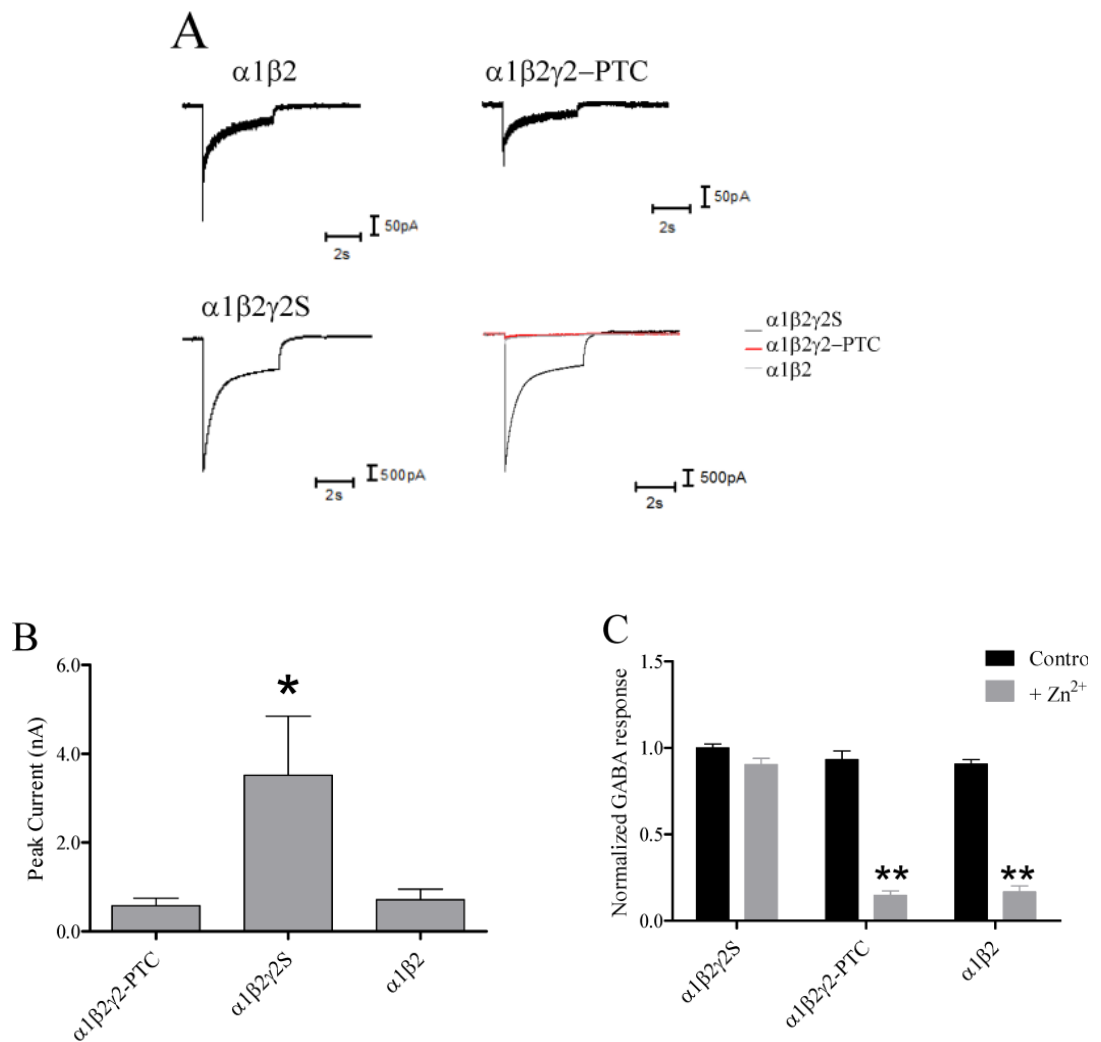 A
α1β2
α1β2γ2−PTC
50pA
2s
50pA
2s
α1β2γ2S
500pA
2s
α1β2γ2S
α1β2γ2−PTC
α1β2
500pA
2s
B
6.0
4.0
2.0
0.0
Peak Current (nA)
*
α1β2γ2-PTC
α1β2γ2S
α1β2
C
Contro
+ Zn²⁺
1.5
1.0
0.5
0.0
Normalized GABA response
**
**
α1β2γ2S
α1β2γ2-PTC
α1β2